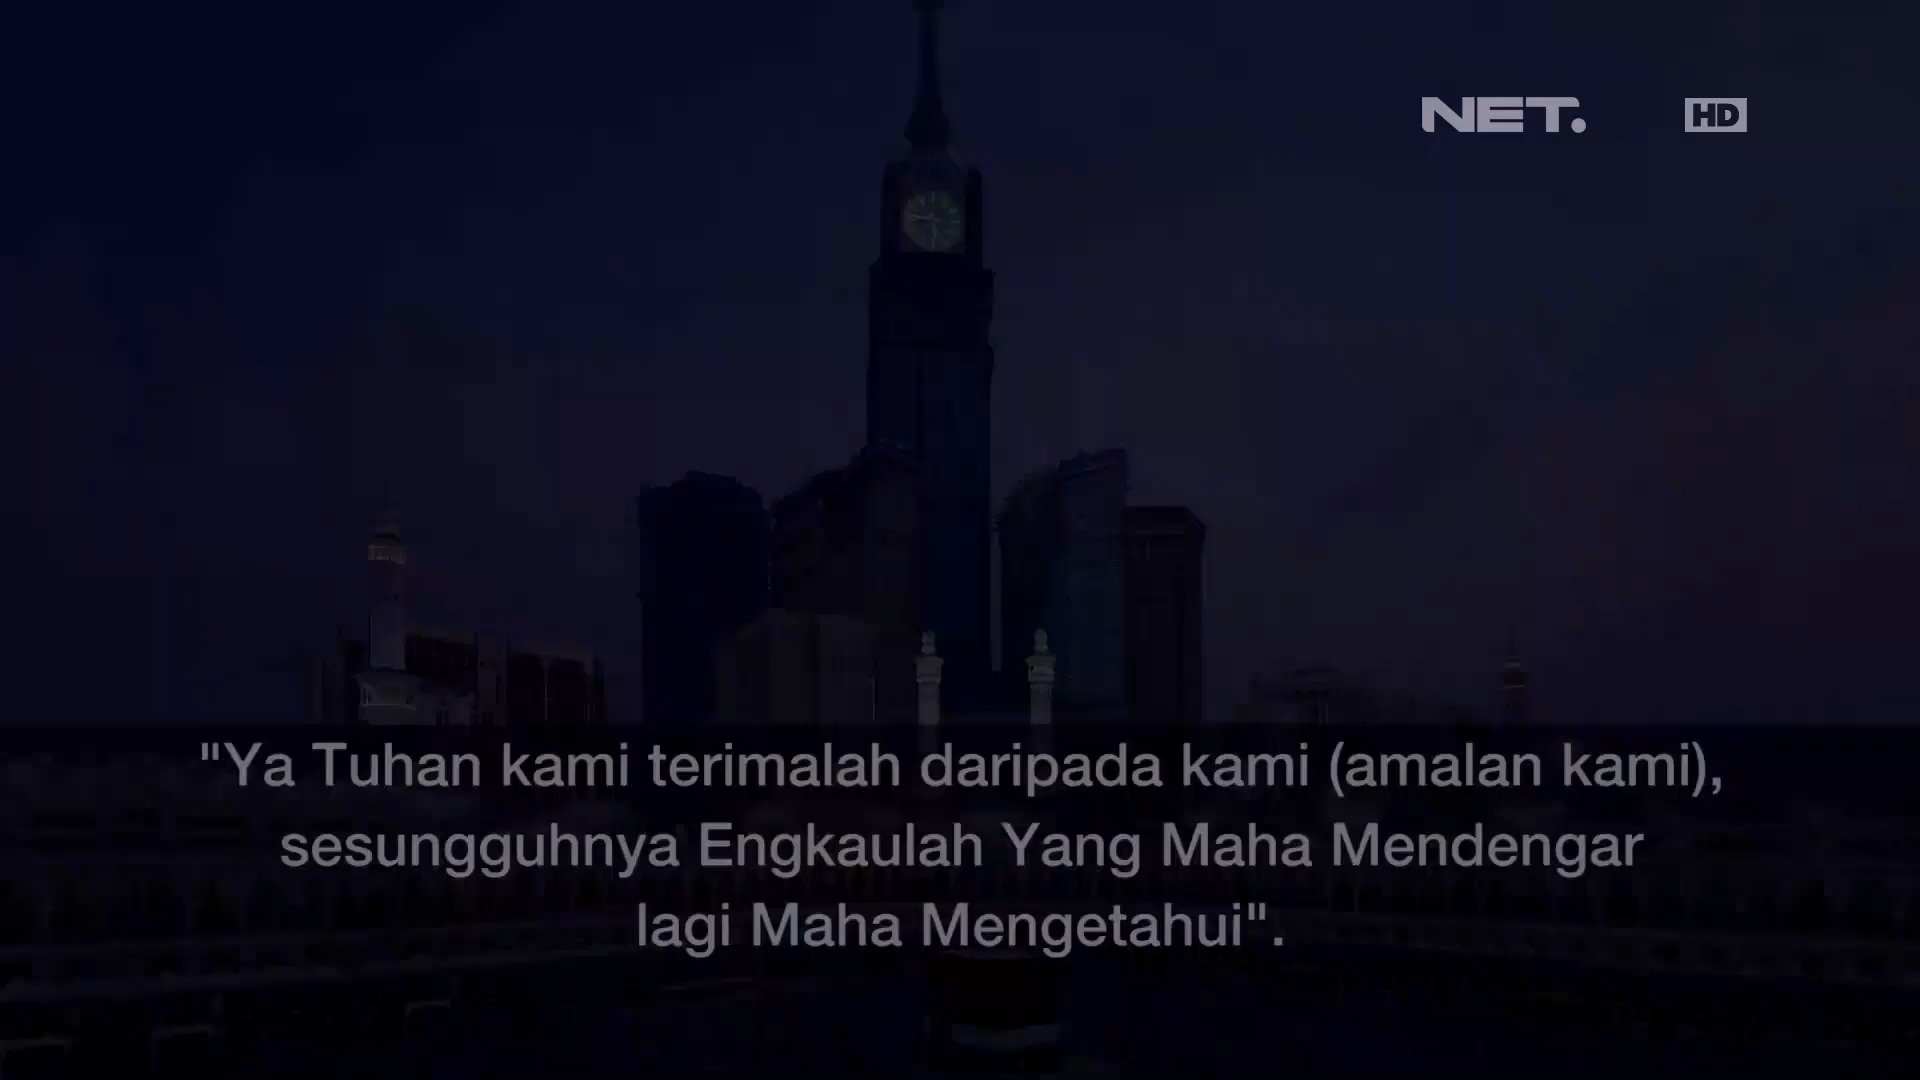 NET. HD
"Ya Tuhan kami terimalah daripada kami (amalan kami),
sesungguhnya Engkaulah Yang Maha Mendengar
lagi Maha Mengetahui".